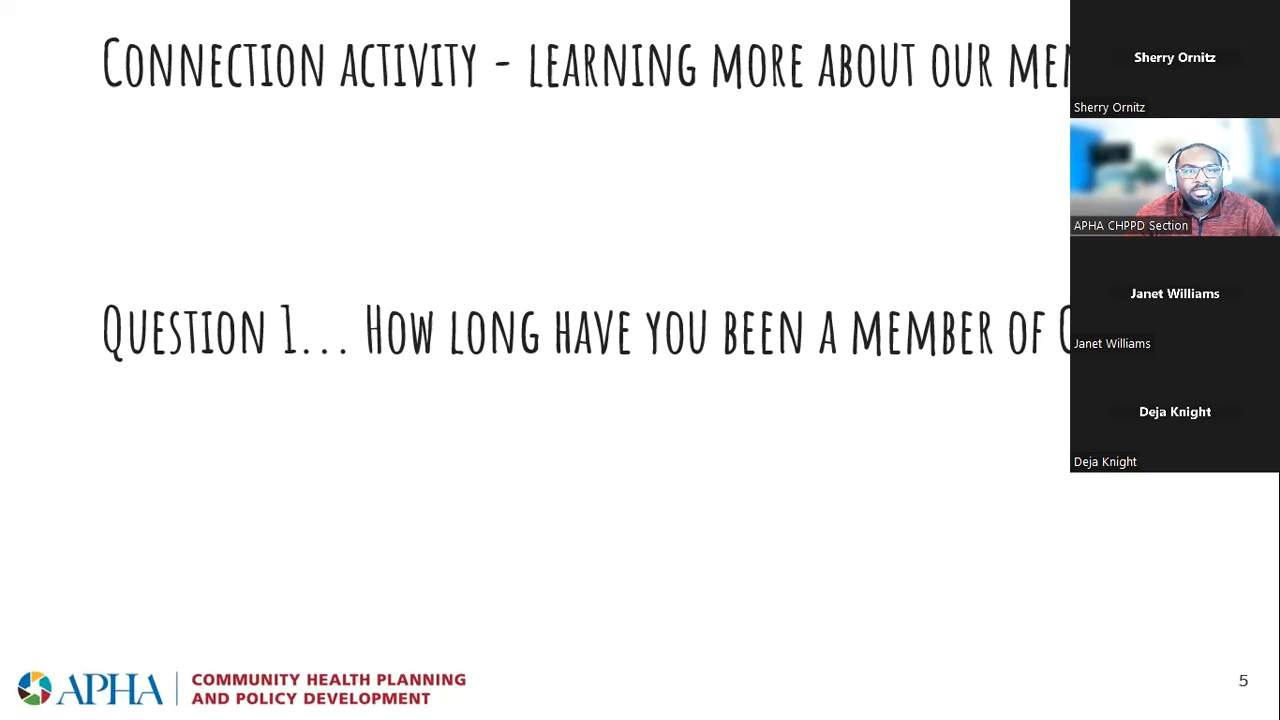 Connection activity - learning more about our
Question 1... How long have you been a member of
Sherry Ornitz
Sherry Ornitz
APHA CHPPD Section
Janet Williams
Janet Williams
Deja Knight
Deja Knight
APHA
COMMUNITY HEALTH PLANNING
AND POLICY DEVELOPMENT
5